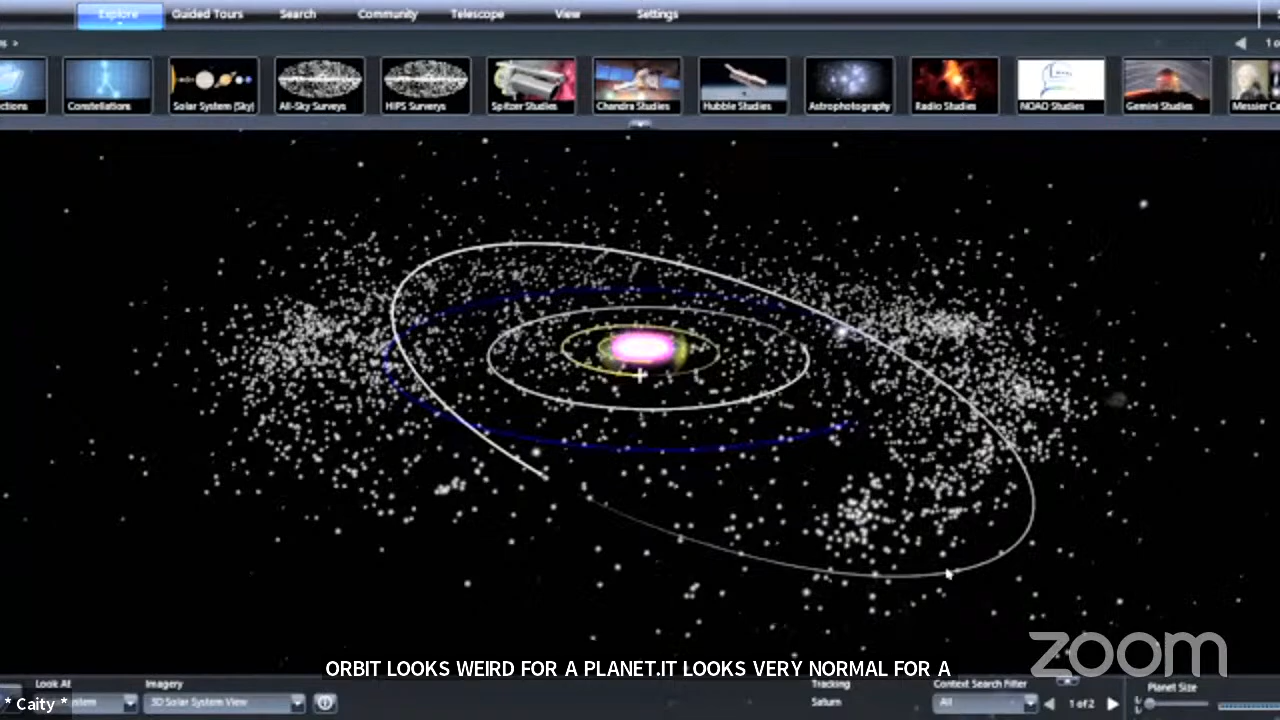 Explore Guided Tours Search Community Telescope View Settings
Constellations Solar System (Sky) All-Sky Surveys HiPS Surverys Spitzer Studies Chandra Studies Hubble Studies Astrophotography Radio Studies NOAO Studies Gemini Studies Messier Ca
zoom
ORBIT LOOKS WEIRD FOR A PLANET.IT LOOKS VERY NORMAL FOR A
Look At Imagery Tracking Context Search Filter Planet Size
3D Solar System View Saturn All 1 of 2
* Caity *